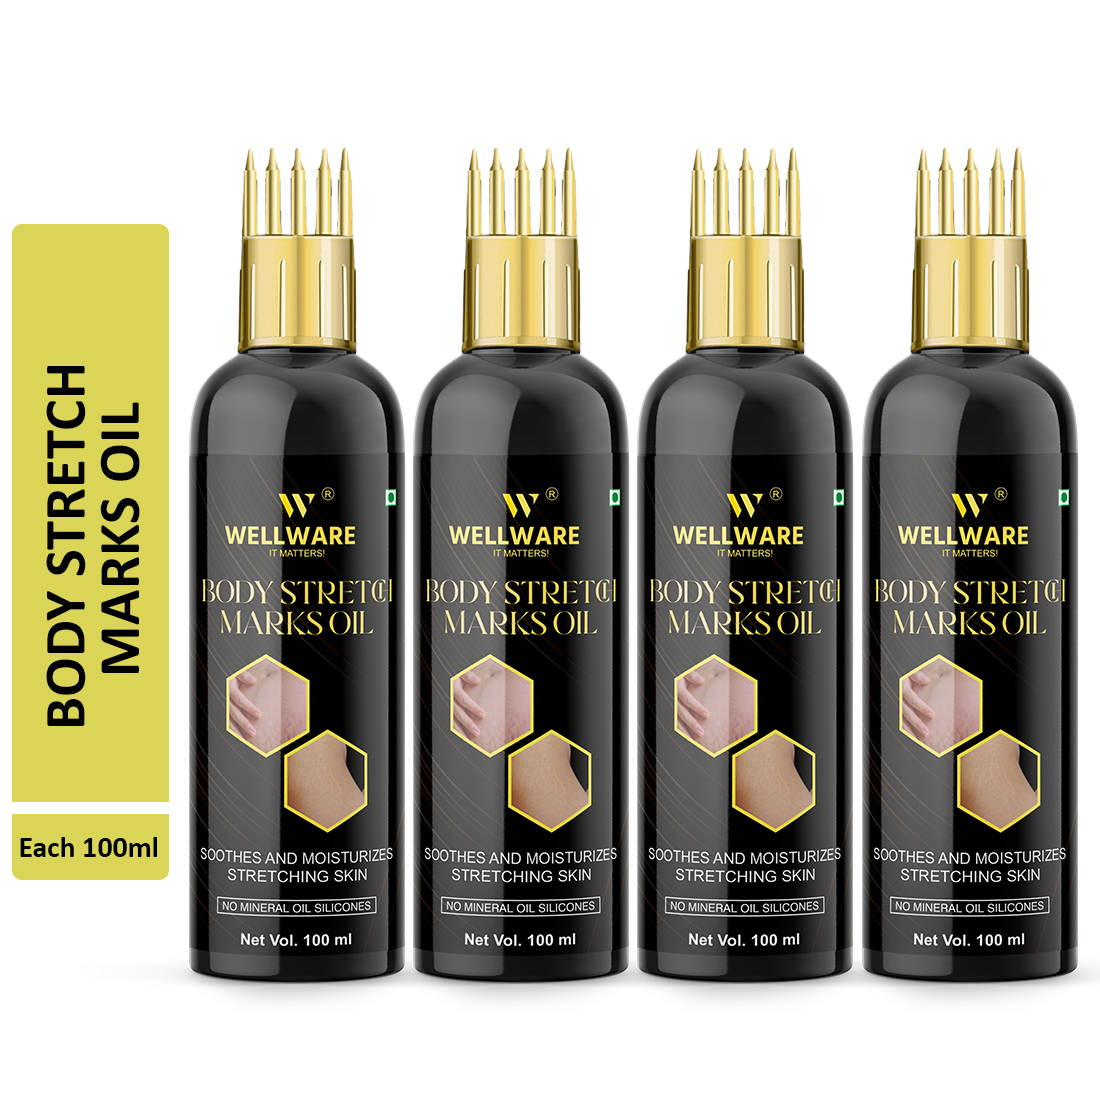 BODY STRETCH
MARKS OIL
Each 100ml
W ®
WELLWARE
IT MATTERS!
BODY STRETCH
MARKS OIL
SOOTHES AND MOISTURIZES
STRETCHING SKIN
NO MINERAL OIL SILICONES
Net Vol. 100 ml
W ®
WELLWARE
IT MATTERS!
BODY STRETCH
MARKS OIL
SOOTHES AND MOISTURIZES
STRETCHING SKIN
NO MINERAL OIL SILICONES
Net Vol. 100 ml
W ®
WELLWARE
IT MATTERS!
BODY STRETCH
MARKS OIL
SOOTHES AND MOISTURIZES
STRETCHING SKIN
NO MINERAL OIL SILICONES
Net Vol. 100 ml
W ®
WELLWARE
IT MATTERS!
BODY STRETCH
MARKS OIL
SOOTHES AND MOISTURIZES
STRETCHING SKIN
NO MINERAL OIL SILICONES
Net Vol. 100 ml